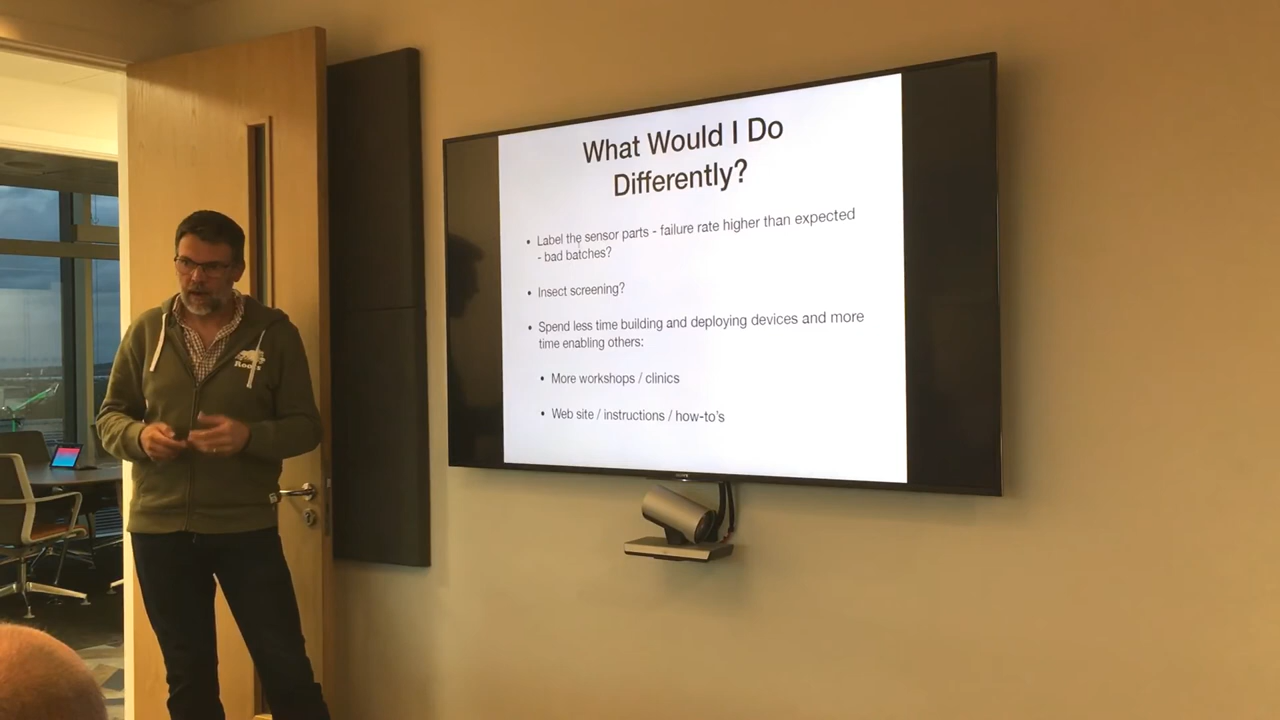 What Would I Do
Differently?
• Label the sensor parts - failure rate higher than expected
- bad batches?
• Insect screening?
• Spend less time building and deploying devices and more
time enabling others:
• More workshops / clinics
• Web site / instructions / how-to's
Roots